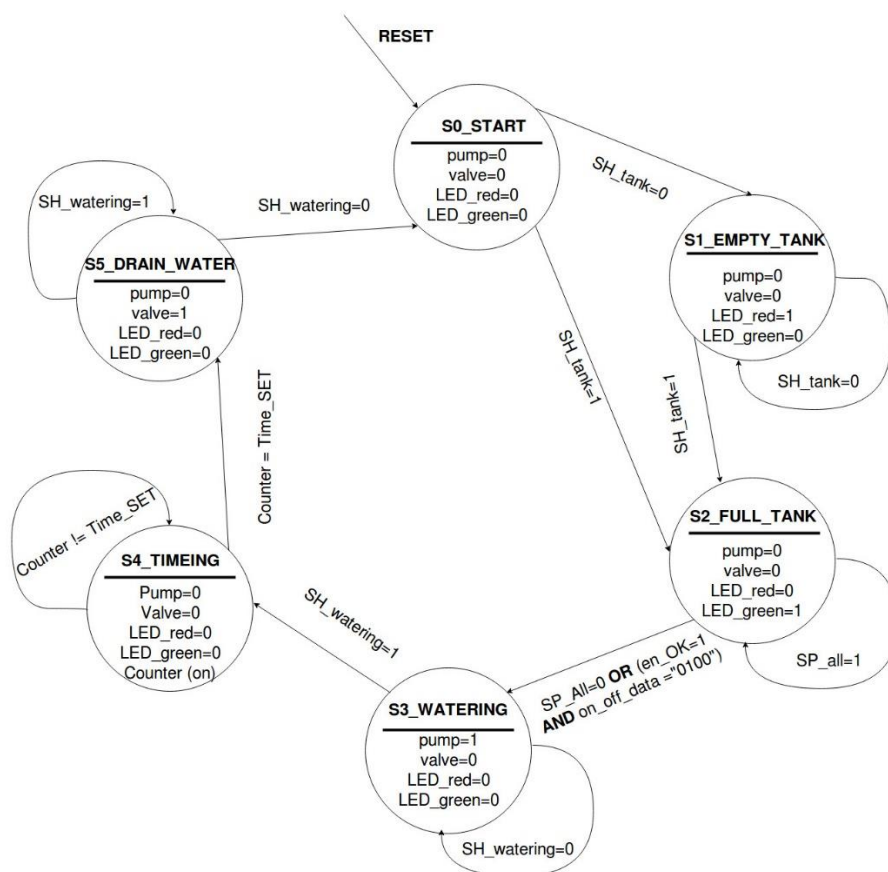 RESET
S0_START
pump=0
valve=0
LED_red=0
LED_green=0
SH_tank=0
S1_EMPTY_TANK
pump=0
valve=0
LED_red=1
LED_green=0
SH_tank=0
SH_tank=1
SH_tank=1
S2_FULL_TANK
pump=0
valve=0
LED_red=0
LED_green=1
SP_all=1
SP_All=0 OR (en_OK=1
AND on_off_data ="0100")
S3_WATERING
pump=1
valve=0
LED_red=0
LED_green=0
SH_watering=0
SH_watering=1
S4_TIMEING
Pump=0
Valve=0
LED_red=0
LED_green=0
Counter (on)
Counter != Time_SET
Counter = Time_SET
S5_DRAIN_WATER
pump=0
valve=1
LED_red=0
LED_green=0
SH_watering=1
SH_watering=0